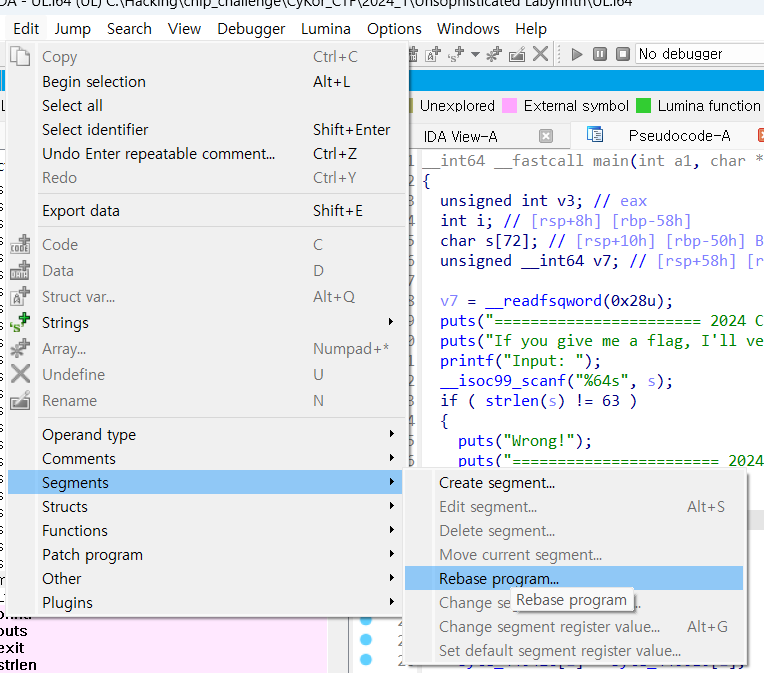 IDA - UL.i64 (UL) C:\Hacking\chip_challenge\CyKor_CTF\2024_1\Unsophisticated Labyrinth\UL.i64
Edit Jump Search View Debugger Lumina Options Windows Help
Copy Ctrl+C
Begin selection Alt+L
Select all
Select identifier Shift+Enter
Undo Enter repeatable comment... Ctrl+Z
Redo Ctrl+Y
Export data Shift+E
Code C
Data D
Struct var... Alt+Q
Strings
Array... Numpad+*
Undefine U
Rename N
Operand type
Comments
Segments
Structs
Functions
Patch program
Other
Plugins
Create segment...
Edit segment... Alt+S
Delete segment...
Move current segment...
Rebase program...
Rebase program
Change se
Change segment register value... Alt+G
Set default segment register value...
No debugger
Unexplored External symbol Lumina function
IDA View-A Pseudocode-A
__int64 __fastcall main(int a1, char *
{
unsigned int v3; // eax
int i; // [rsp+8h] [rbp-58h]
char s[72]; // [rsp+10h] [rbp-50h] B
unsigned __int64 v7; // [rsp+58h] [r
v7 = __readfsqword(0x28u);
puts("======================= 2024 C
puts("If you give me a flag, I'll ve
printf("Input: ");
__isoc99_scanf("%64s", s);
if ( strlen(s) != 63 )
{
puts("Wrong!");
puts("======================= 2024
outs
exit
strlen